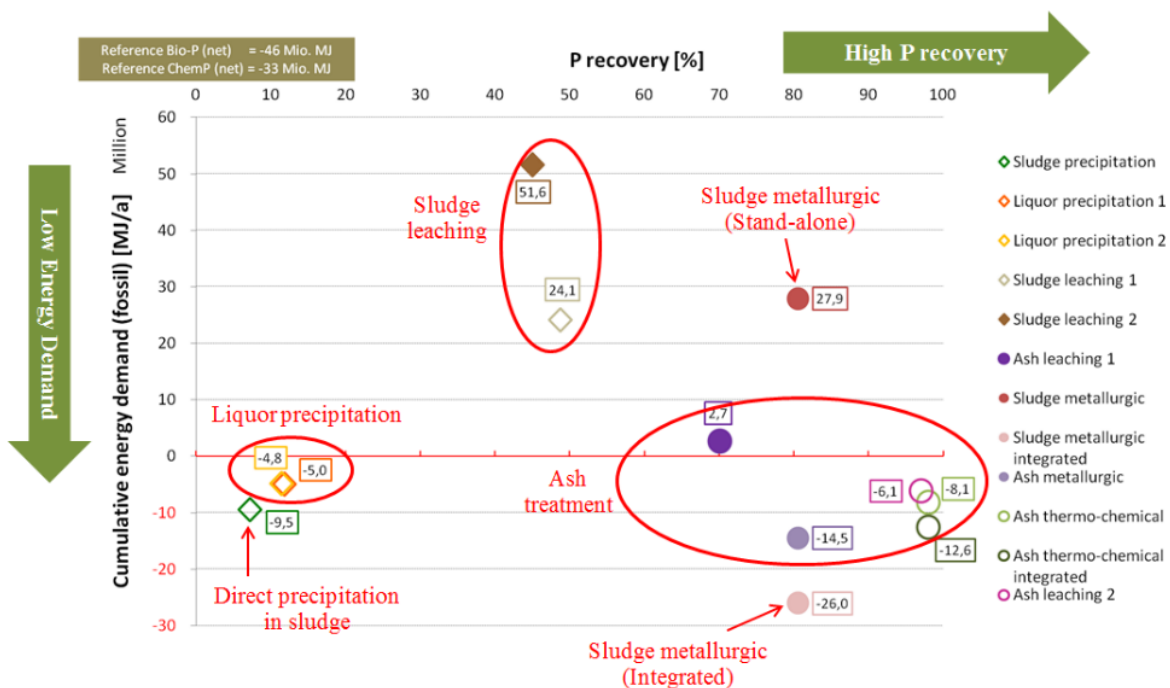 Reference Bio-P (net) = -46 Mio. MJ
Reference ChemP (net) = -33 Mio. MJ
P recovery [%]
High P recovery
0 10 20 30 40 50 60 70 80 90 100
Low Energy Demand
Cumulative energy demand (fossil) [MJ/a]
Million
60
50
40
30
20
10
0
-10
-20
-30
51,6
Sludge
leaching
24,1
Sludge metallurgic
(Stand-alone)
27,9
Liquor precipitation
-4,8
-5,0
-9,5
Direct precipitation
in sludge
2,7
Ash
treatment
-6,1
-8,1
-14,5
-12,6
-26,0
Sludge metallurgic
(Integrated)
Sludge precipitation
Liquor precipitation 1
Liquor precipitation 2
Sludge leaching 1
Sludge leaching 2
Ash leaching 1
Sludge metallurgic
Sludge metallurgic
integrated
Ash metallurgic
Ash thermo-chemical
Ash thermo-chemical
integrated
Ash leaching 2